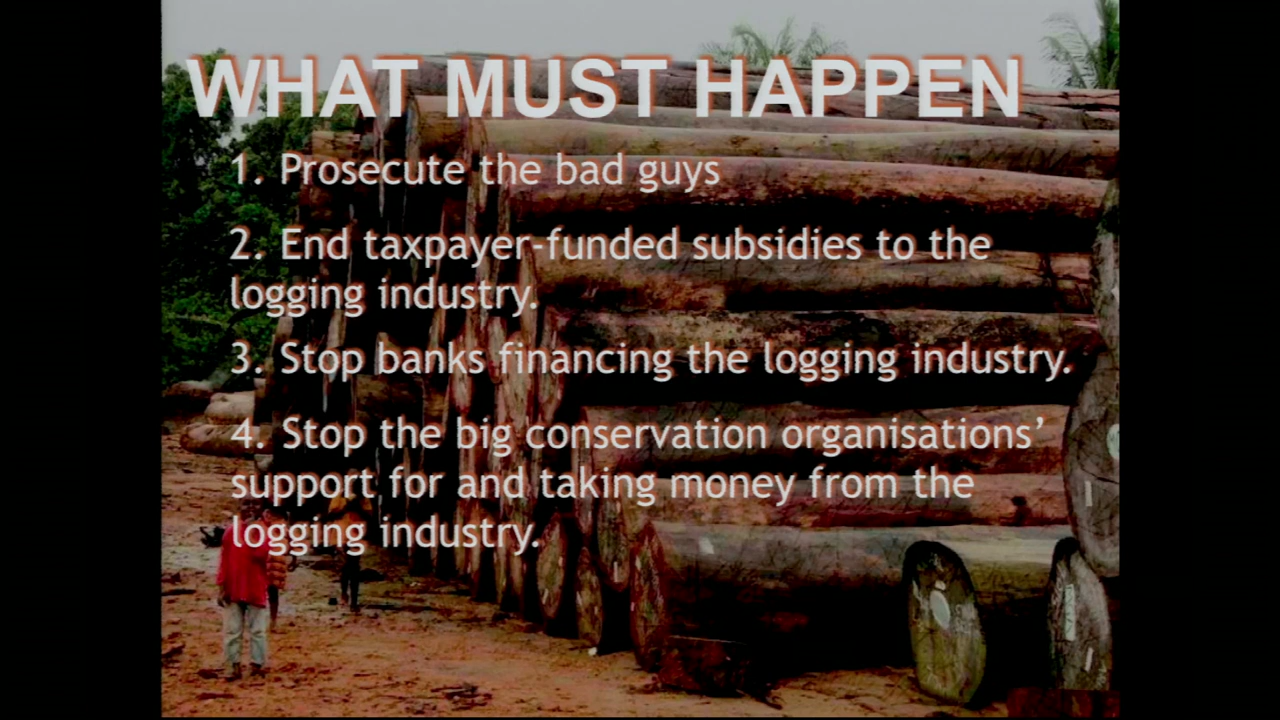 WHAT MUST HAPPEN
1. Prosecute the bad guys
2. End taxpayer-funded subsidies to the
logging industry.
3. Stop banks financing the logging industry.
4. Stop the big conservation organisations’
support for and taking money from the
logging industry.